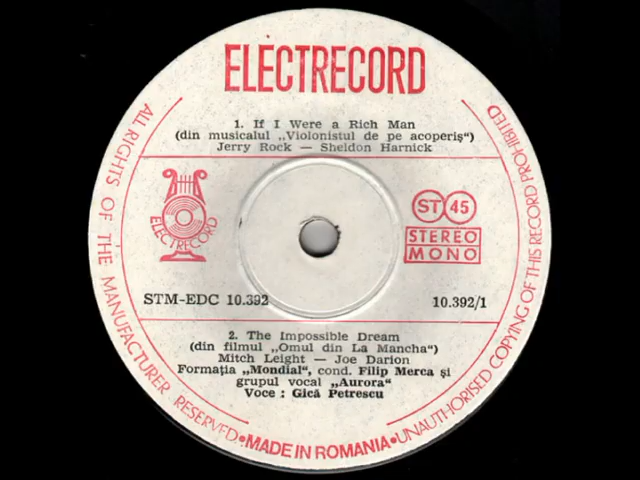 ELECTRECORD
1. If I Were a Rich Man
(din musicalul „Violonistul de pe acoperiş“)
Jerry Rock — Sheldon Harnick
ELECTRECORD
ST 45
STEREO
MONO
STM-EDC 10.392
10.392/1
2. The Impossible Dream
(din filmul „Omul din La Mancha“)
Mitch Leight — Joe Darion
Formaţia „Mondial“, cond. Filip Merca şi
grupul vocal „Aurora“
Voce : Gică Petrescu
ALL RIGHTS OF THE MANUFACTURER RESERVED • MADE IN ROMANIA • UNAUTHORISED COPYING OF THIS RECORD PROHIBITED